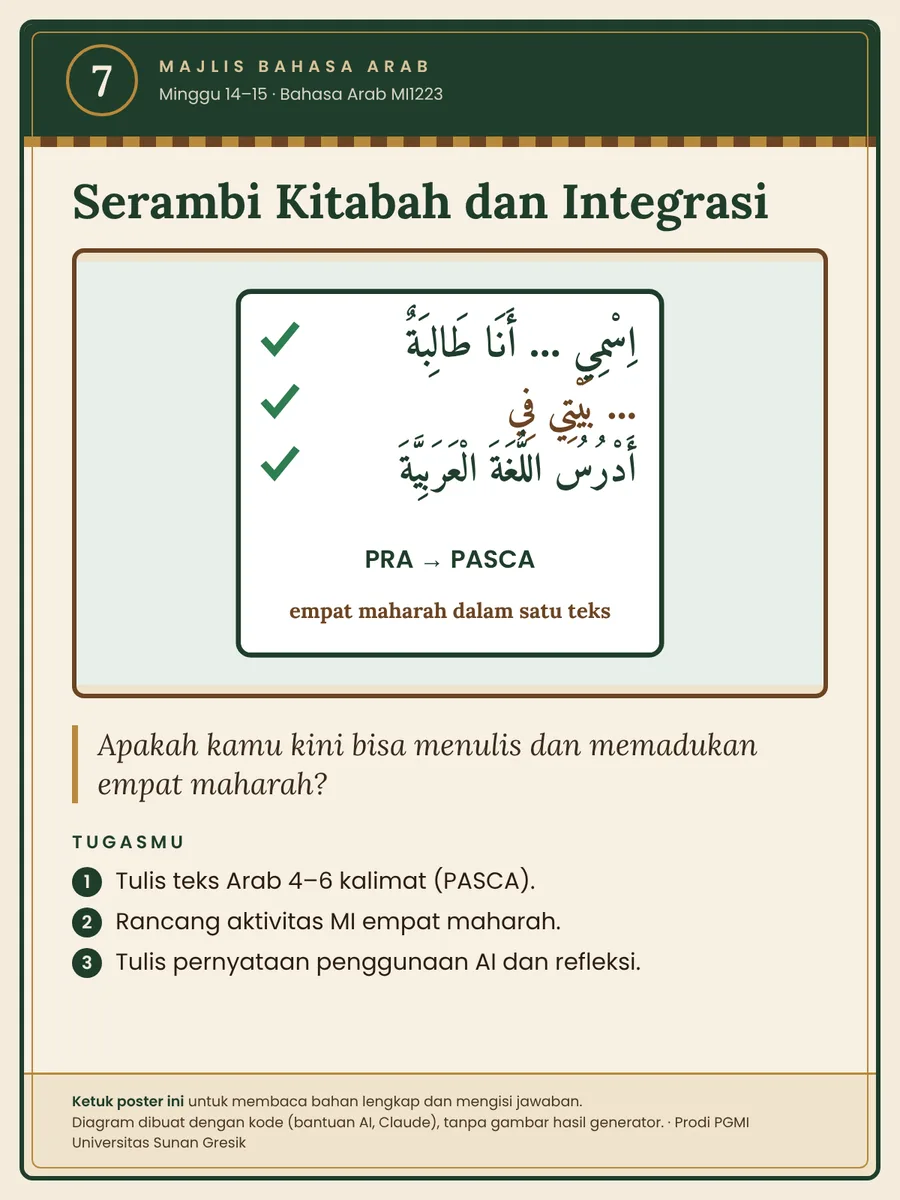 7
MAJLIS BAHASA ARAB
Minggu 14–15 · Bahasa Arab MI1223
Serambi Kitabah dan Integrasi
اِسْمِي ... أَنَا طَالِبَةٌ
... بَيْتِي فِي
أَدْرُسُ اللُّغَةَ الْعَرَبِيَّةَ
PRA → PASCA
empat maharah dalam satu teks
Apakah kamu kini bisa menulis dan memadukan
empat maharah?
TUGASMU
1 Tulis teks Arab 4–6 kalimat (PASCA).
2 Rancang aktivitas MI empat maharah.
3 Tulis pernyataan penggunaan AI dan refleksi.
Ketuk poster ini untuk membaca bahan lengkap dan mengisi jawaban.
Diagram dibuat dengan kode (bantuan AI, Claude), tanpa gambar hasil generator. · Prodi PGMI
Universitas Sunan Gresik